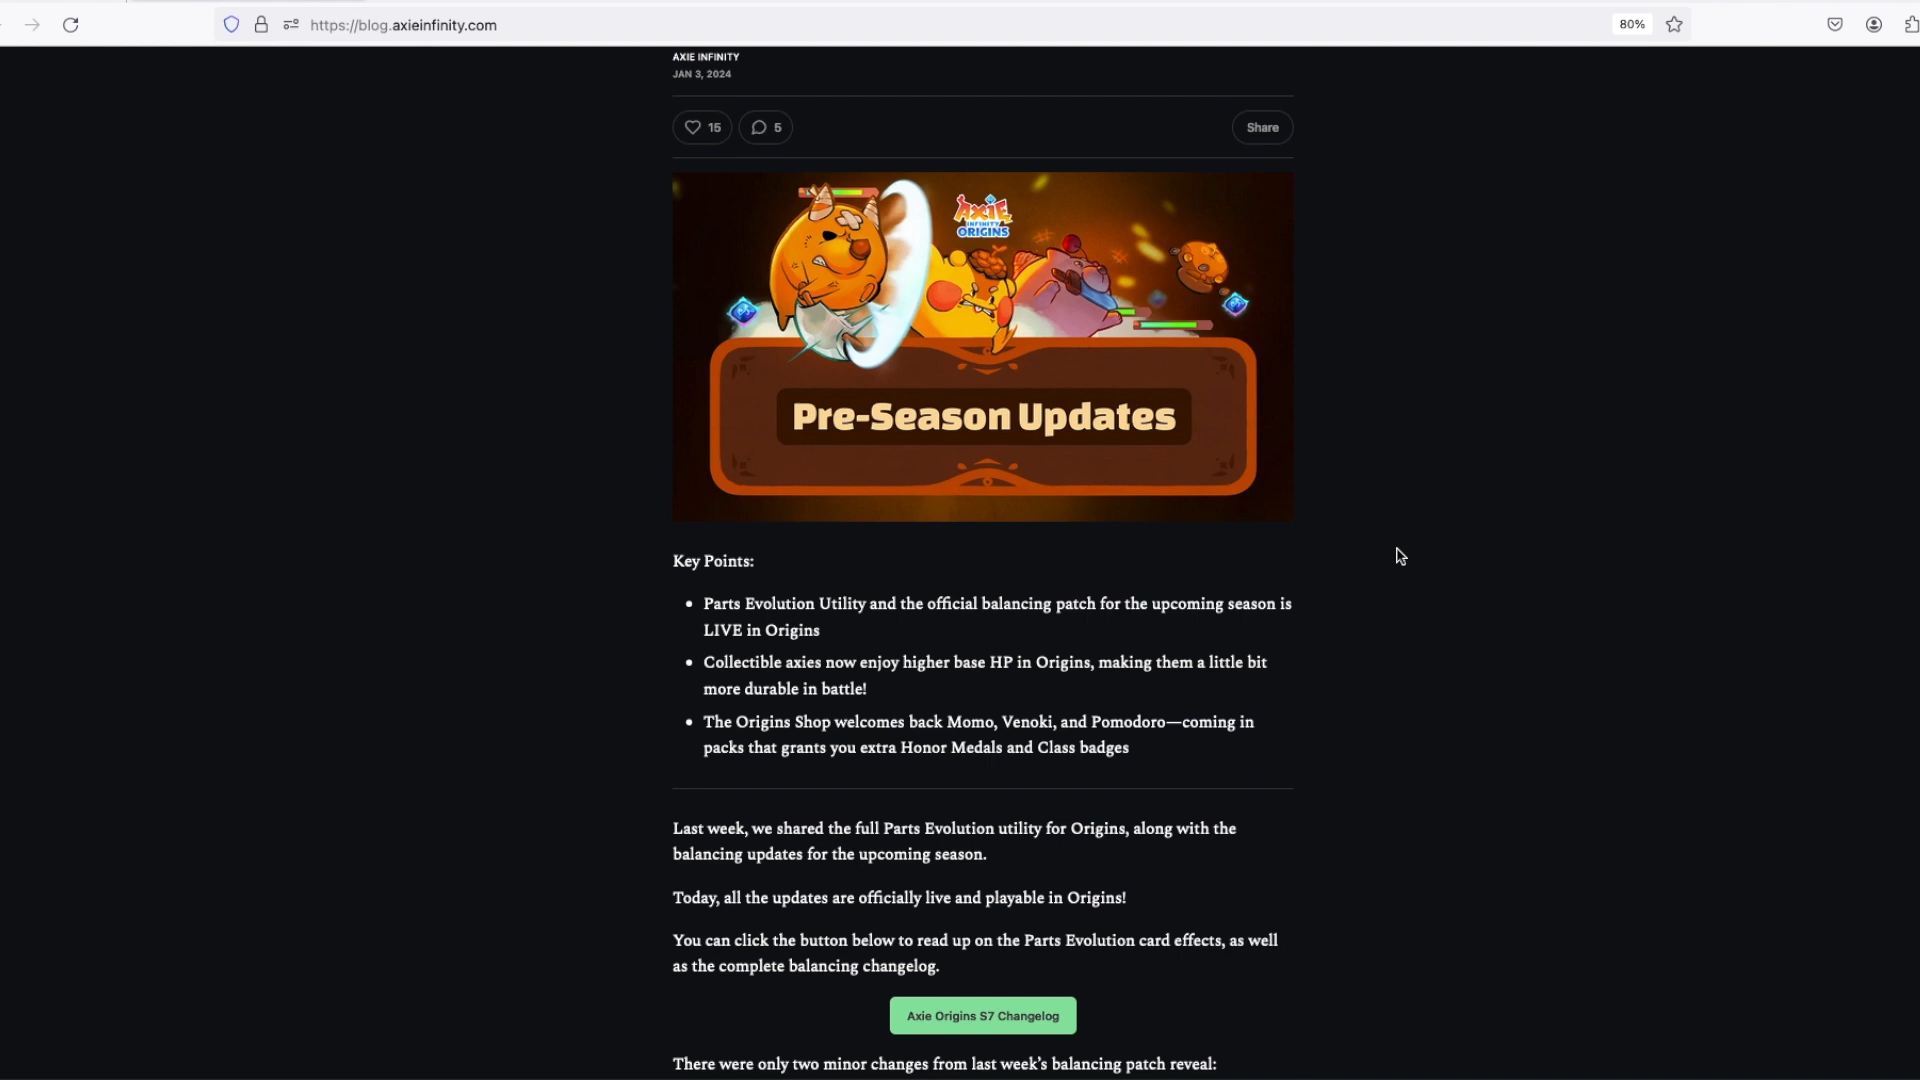 https://blog.axieinfinity.com
80%
AXIE INFINITY
JAN 3, 2024
15
5
Share
AXIE
INFINITY
ORIGINS
Pre-Season Updates
Key Points:
Parts Evolution Utility and the official balancing patch for the upcoming season is
LIVE in Origins
Collectible axies now enjoy higher base HP in Origins, making them a little bit
more durable in battle!
The Origins Shop welcomes back Momo, Venoki, and Pomodoro—coming in
packs that grants you extra Honor Medals and Class badges
Last week, we shared the full Parts Evolution utility for Origins, along with the
balancing updates for the upcoming season.
Today, all the updates are officially live and playable in Origins!
You can click the button below to read up on the Parts Evolution card effects, as well
as the complete balancing changelog.
Axie Origins S7 Changelog
There were only two minor changes from last week’s balancing patch reveal: